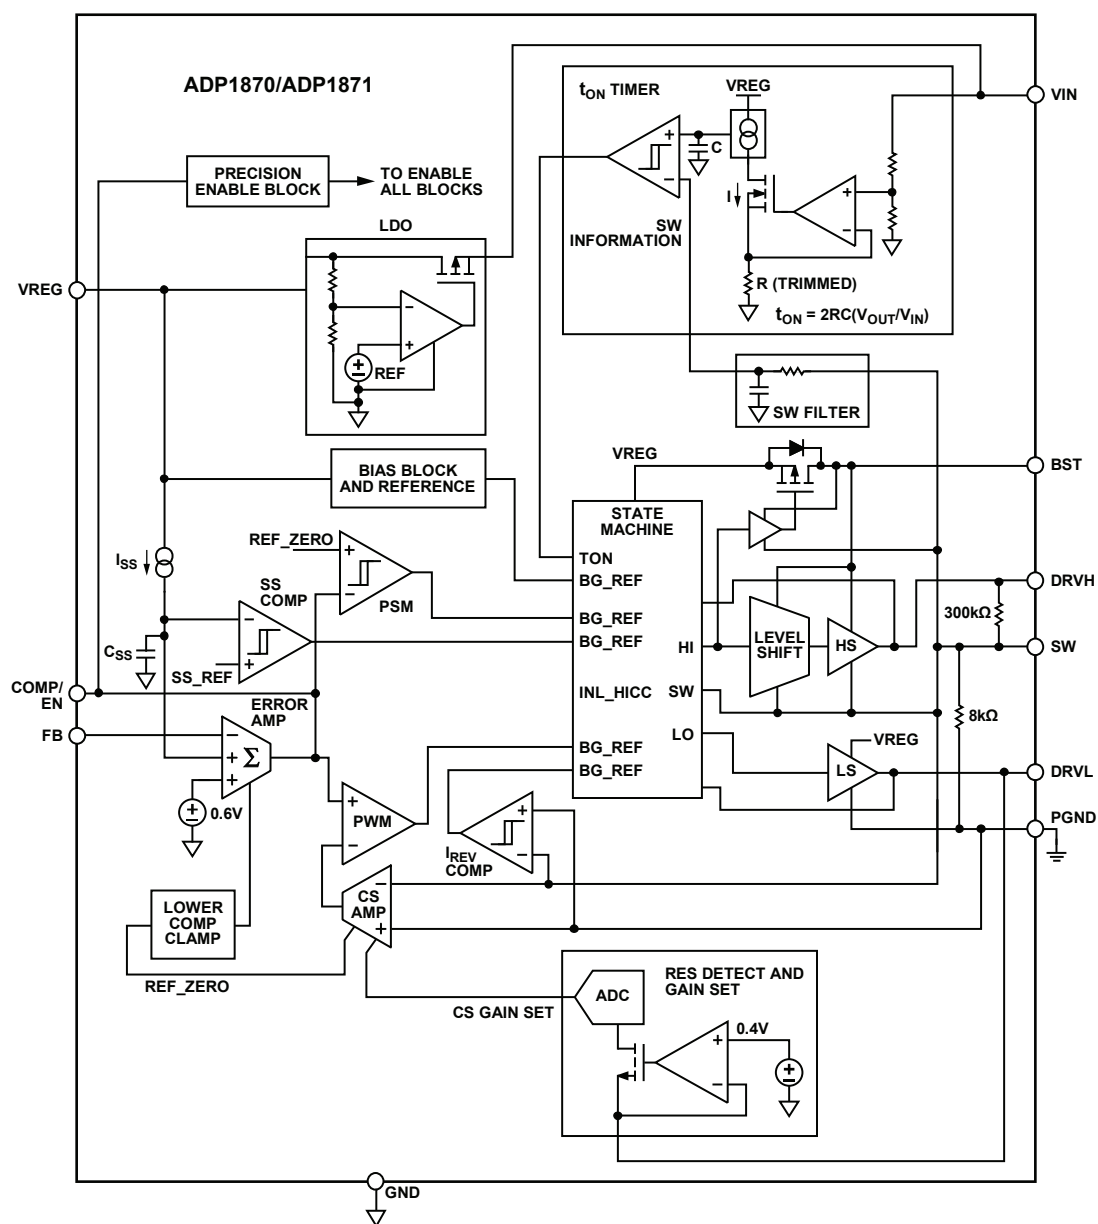 ADP1870/ADP1871
tON TIMER
VREG
VIN
C
I
R (TRIMMED)
tON = 2RC(VOUT/VIN)
SW
INFORMATION
PRECISION
ENABLE BLOCK
TO ENABLE
ALL BLOCKS
LDO
VREG
REF
SW FILTER
BIAS BLOCK
AND REFERENCE
VREG
BST
STATE
MACHINE
TON
BG_REF
BG_REF
BG_REF
INL_HICC
BG_REF
BG_REF
HI
SW
LO
REF_ZERO
PSM
ISS
SS
COMP
CSS
SS_REF
LEVEL
SHIFT
HS
DRVH
300kΩ
SW
8kΩ
VREG
LS
DRVL
PGND
COMP/
EN
ERROR
AMP
FB
Σ
0.6V
PWM
IREV
COMP
CS
AMP
LOWER
COMP
CLAMP
REF_ZERO
CS GAIN SET
ADC
RES DETECT AND
GAIN SET
0.4V
GND